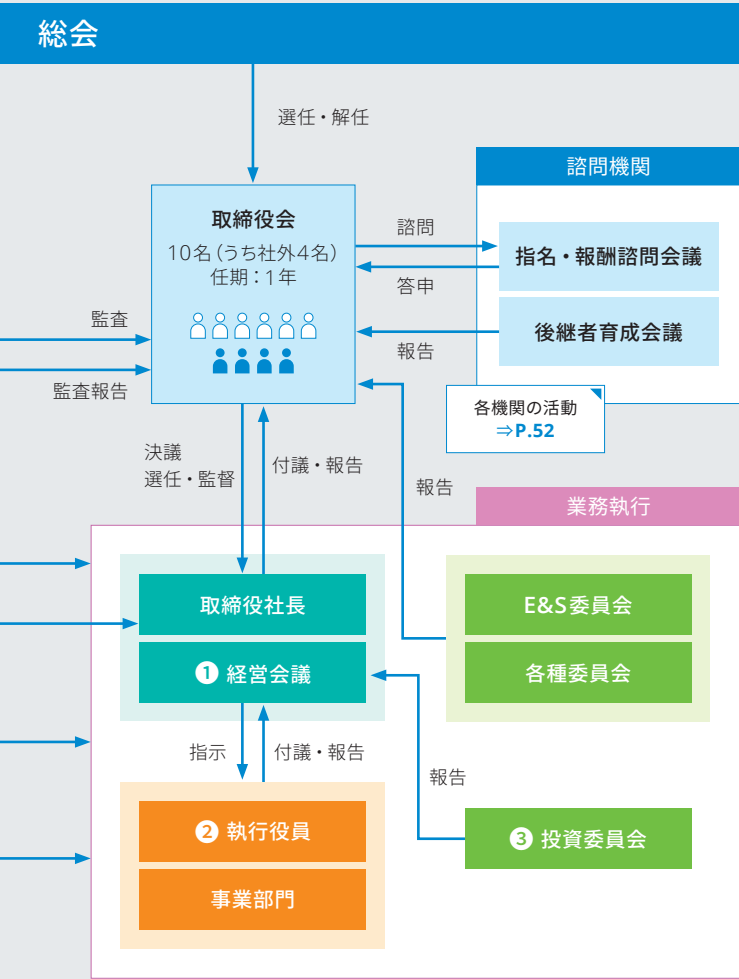 総会
選任・解任
諮問機関
取締役会
10名（うち社外4名）
任期：1年
諮問
答申
指名・報酬諮問会議
後継者育成会議
報告
監査
監査報告
各機関の活動
⇒P.52
決議
選任・監督
付議・報告
報告
業務執行
取締役社長
❶ 経営会議
E&S委員会
各種委員会
指示
付議・報告
報告
❷ 執行役員
事業部門
❸ 投資委員会